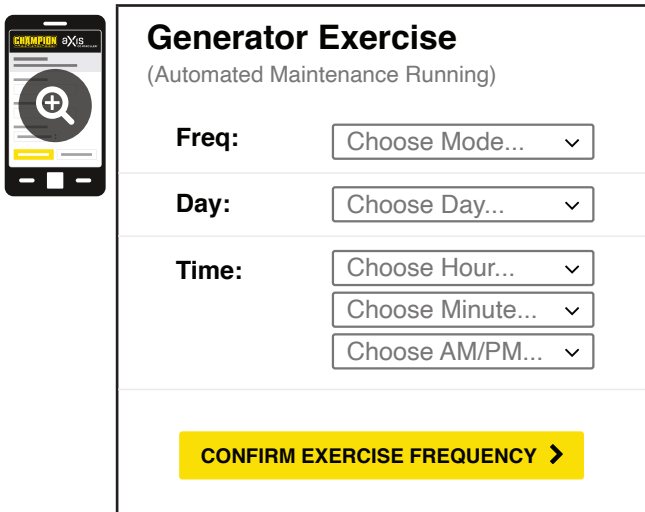 CHAMPION aXis
Generator Exercise
(Automated Maintenance Running)
Freq:
Choose Mode...
Day:
Choose Day...
Time:
Choose Hour...
Choose Minute...
Choose AM/PM...
CONFIRM EXERCISE FREQUENCY